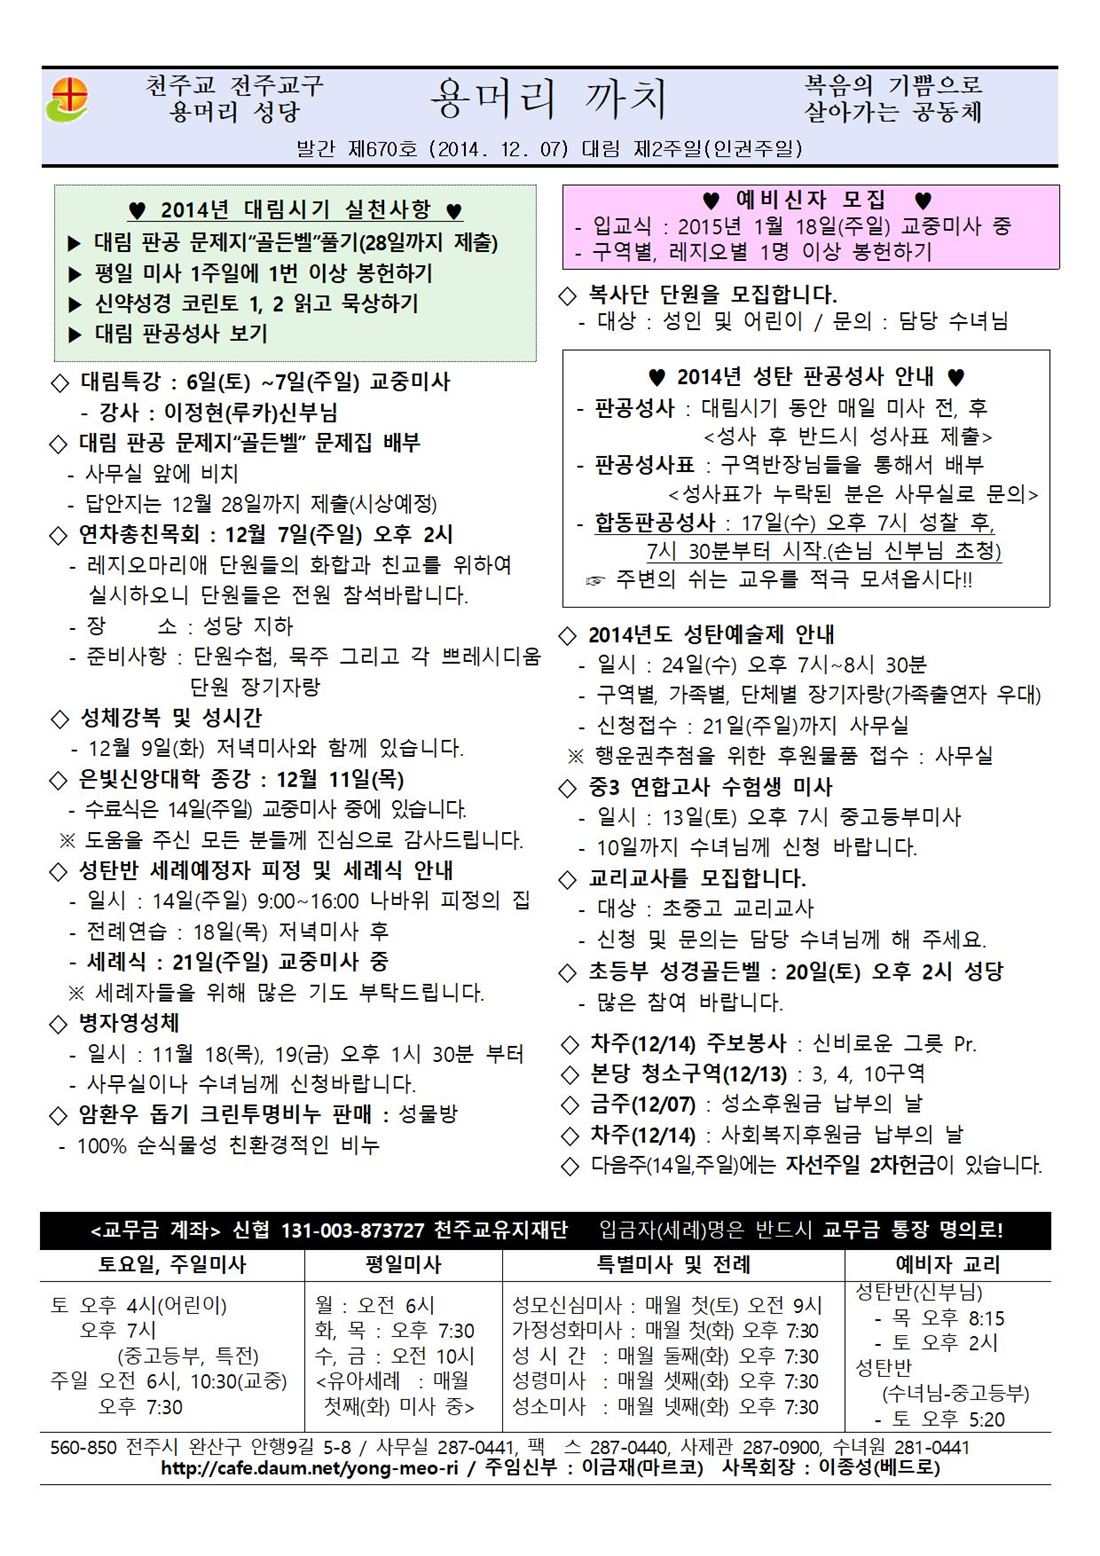 천주교 전주교구
용머리 성당
용머리 까치
복음의 기쁨으로
살아가는 공동체
발간 제670호 (2014. 12. 07) 대림 제2주일(인권주일)
♥ 2014년 대림시기 실천사항 ♥
▶ 대림 판공 문제지“골든벨”풀기(28일까지 제출)
▶ 평일 미사 1주일에 1번 이상 봉헌하기
▶ 신약성경 코린토 1, 2 읽고 묵상하기
▶ 대림 판공성사 보기
◇ 대림특강 : 6일(토) ~7일(주일) 교중미사
- 강사 : 이정현(루카)신부님
◇ 대림 판공 문제지“골든벨” 문제집 배부
- 사무실 앞에 비치
- 답안지는 12월 28일까지 제출(시상예정)
◇ 연차총친목회 : 12월 7일(주일) 오후 2시
- 레지오마리애 단원들의 화합과 친교를 위하여
실시하오니 단원들은 전원 참석바랍니다.
- 장 소 : 성당 지하
- 준비사항 : 단원수첩, 묵주 그리고 각 쁘레시디움
단원 장기자랑
◇ 성체강복 및 성시간
- 12월 9일(화) 저녁미사와 함께 있습니다.
◇ 은빛신앙대학 종강 : 12월 11일(목)
- 수료식은 14일(주일) 교중미사 중에 있습니다.
※ 도움을 주신 모든 분들께 진심으로 감사드립니다.
◇ 성탄반 세례예정자 피정 및 세례식 안내
- 일시 : 14일(주일) 9:00~16:00 나바위 피정의 집
- 전례연습 : 18일(목) 저녁미사 후
- 세례식 : 21일(주일) 교중미사 중
※ 세례자들을 위해 많은 기도 부탁드립니다.
◇ 병자영성체
- 일시 : 11월 18(목), 19(금) 오후 1시 30분 부터
- 사무실이나 수녀님께 신청바랍니다.
◇ 암환우 돕기 크린투명비누 판매 : 성물방
- 100% 순식물성 친환경적인 비누
♥ 예비신자 모집 ♥
- 입교식 : 2015년 1월 18일(주일) 교중미사 중
- 구역별, 레지오별 1명 이상 봉헌하기
◇ 복사단 단원을 모집합니다.
- 대상 : 성인 및 어린이 / 문의 : 담당 수녀님
♥ 2014년 성탄 판공성사 안내 ♥
- 판공성사 : 대림시기 동안 매일 미사 전, 후
<성사 후 반드시 성사표 제출>
- 판공성사표 : 구역반장님들을 통해서 배부
<성사표가 누락된 분은 사무실로 문의>
- 합동판공성사 : 17일(수) 오후 7시 성찰 후,
7시 30분부터 시작.(손님 신부님 초청)
☞ 주변의 쉬는 교우를 적극 모셔옵시다!!
◇ 2014년도 성탄예술제 안내
- 일시 : 24일(수) 오후 7시~8시 30분
- 구역별, 가족별, 단체별 장기자랑(가족출연자 우대)
- 신청접수 : 21일(주일)까지 사무실
※ 행운권추첨을 위한 후원물품 접수 : 사무실
◇ 중3 연합고사 수험생 미사
- 일시 : 13일(토) 오후 7시 중고등부미사
- 10일까지 수녀님께 신청 바랍니다.
◇ 교리교사를 모집합니다.
- 대상 : 초중고 교리교사
- 신청 및 문의는 담당 수녀님께 해 주세요.
◇ 초등부 성경골든벨 : 20일(토) 오후 2시 성당
- 많은 참여 바랍니다.
◇ 차주(12/14) 주보봉사 : 신비로운 그릇 Pr.
◇ 본당 청소구역(12/13) : 3, 4, 10구역
◇ 금주(12/07) : 성소후원금 납부의 날
◇ 차주(12/14) : 사회복지후원금 납부의 날
◇ 다음주(14일,주일)에는 자선주일 2차헌금이 있습니다.
<교무금 계좌> 신협 131-003-873727 천주교유지재단 입금자(세례)명은 반드시 교무금 통장 명의로!
토요일, 주일미사
토 오후 4시(어린이)
오후 7시
(중고등부, 특전)
주일 오전 6시, 10:30(교중)
오후 7:30
평일미사
월 : 오전 6시
화, 목 : 오후 7:30
수, 금 : 오전 10시
<유아세례 : 매월
첫째(화) 미사 중>
특별미사 및 전례
성모신심미사 : 매월 첫(토) 오전 9시
가정성화미사 : 매월 첫(화) 오후 7:30
성 시 간 : 매월 둘째(화) 오후 7:30
성령미사 : 매월 셋째(화) 오후 7:30
성소미사 : 매월 넷째(화) 오후 7:30
예비자 교리
성탄반(신부님)
- 목 오후 8:15
- 토 오후 2시
성탄반
(수녀님-중고등부)
- 토 오후 5:20
560-850 전주시 완산구 안행9길 5-8 / 사무실 287-0441, 팩 스 287-0440, 사제관 287-0900, 수녀원 281-0441
http://cafe.daum.net/yong-meo-ri / 주임신부 : 이금재(마르코) 사목회장 : 이종성(베드로)